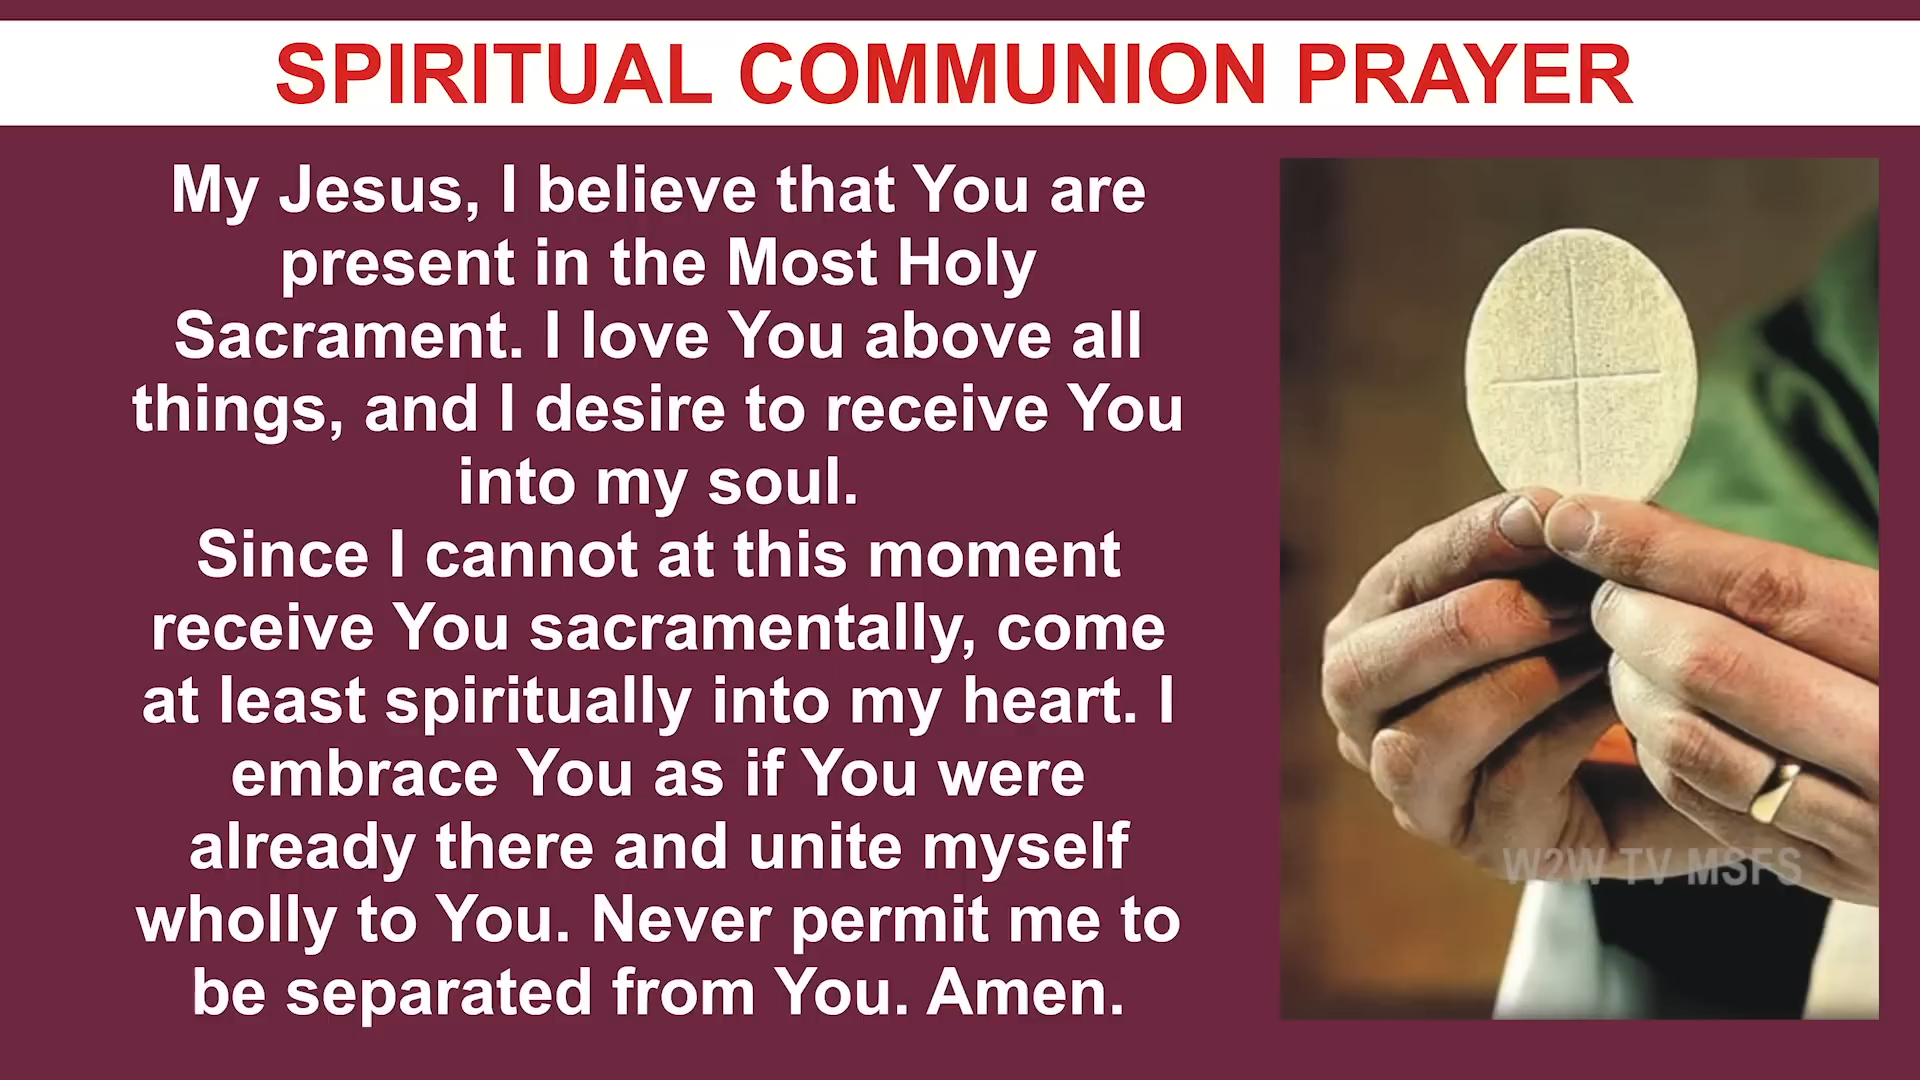 SPIRITUAL COMMUNION PRAYER
My Jesus, I believe that You are
present in the Most Holy
Sacrament. I love You above all
things, and I desire to receive You
into my soul.
Since I cannot at this moment
receive You sacramentally, come
at least spiritually into my heart. I
embrace You as if You were
already there and unite myself
wholly to You. Never permit me to
be separated from You. Amen.
W2W TV MSFS